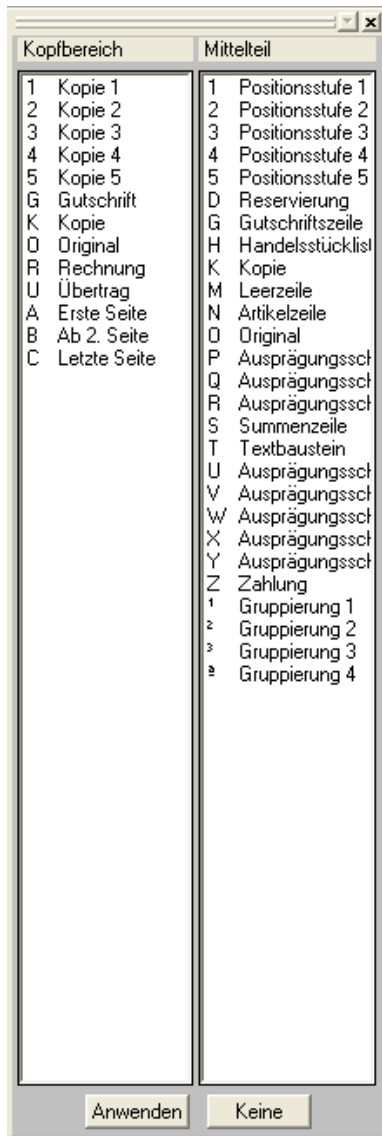 Kopfbereich
1 Kopie 1
2 Kopie 2
3 Kopie 3
4 Kopie 4
5 Kopie 5
G Gutschrift
K Kopie
O Original
R Rechnung
U Übertrag
A Erste Seite
B Ab 2. Seite
C Letzte Seite
Mittelteil
1 Positionsstufe 1
2 Positionsstufe 2
3 Positionsstufe 3
4 Positionsstufe 4
5 Positionsstufe 5
D Reservierung
G Gutschriftszeile
H Handelsstücklist
K Kopie
M Leerzeile
N Artikelzeile
O Original
P Ausprägungssch
Q Ausprägungssch
R Ausprägungssch
S Summenzeile
T Textbaustein
U Ausprägungssch
V Ausprägungssch
W Ausprägungssch
X Ausprägungssch
Y Ausprägungssch
Z Zahlung
¹ Gruppierung 1
² Gruppierung 2
³ Gruppierung 3
ª Gruppierung 4
Anwenden
Keine